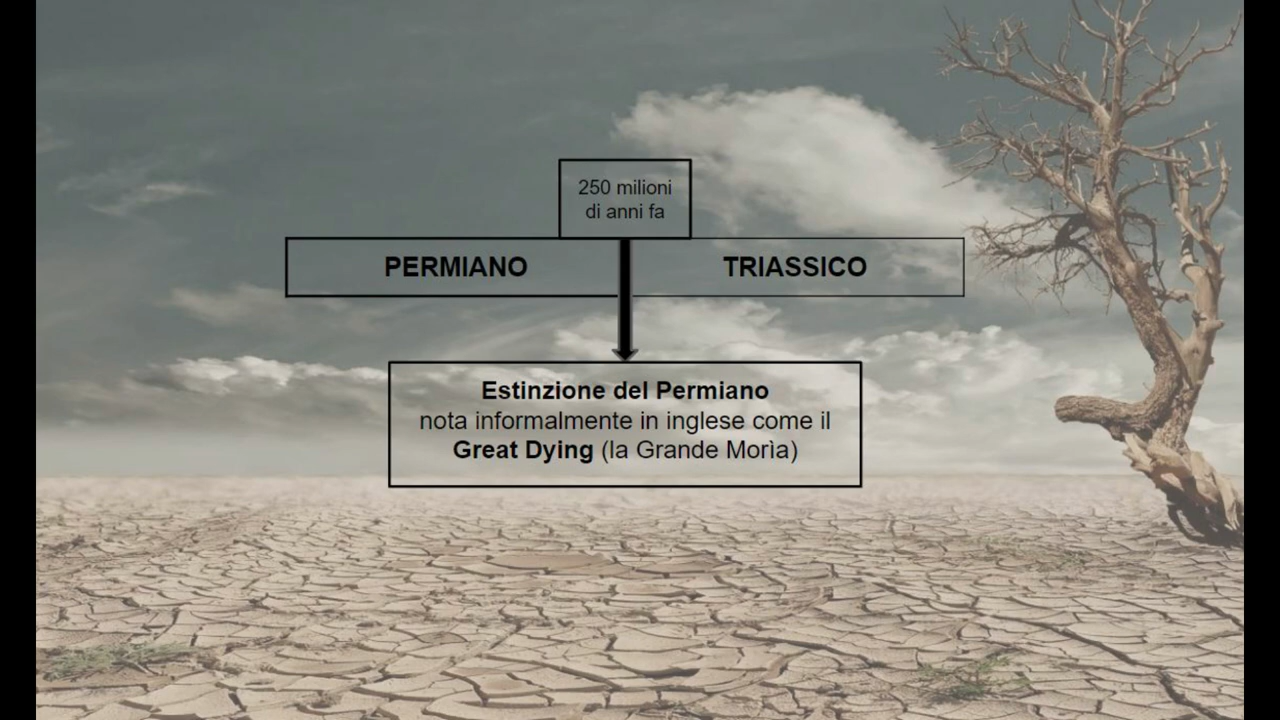 250 milioni
di anni fa
PERMIANO
TRIASSICO
Estinzione del Permiano
nota informalmente in inglese come il
Great Dying (la Grande Morìa)